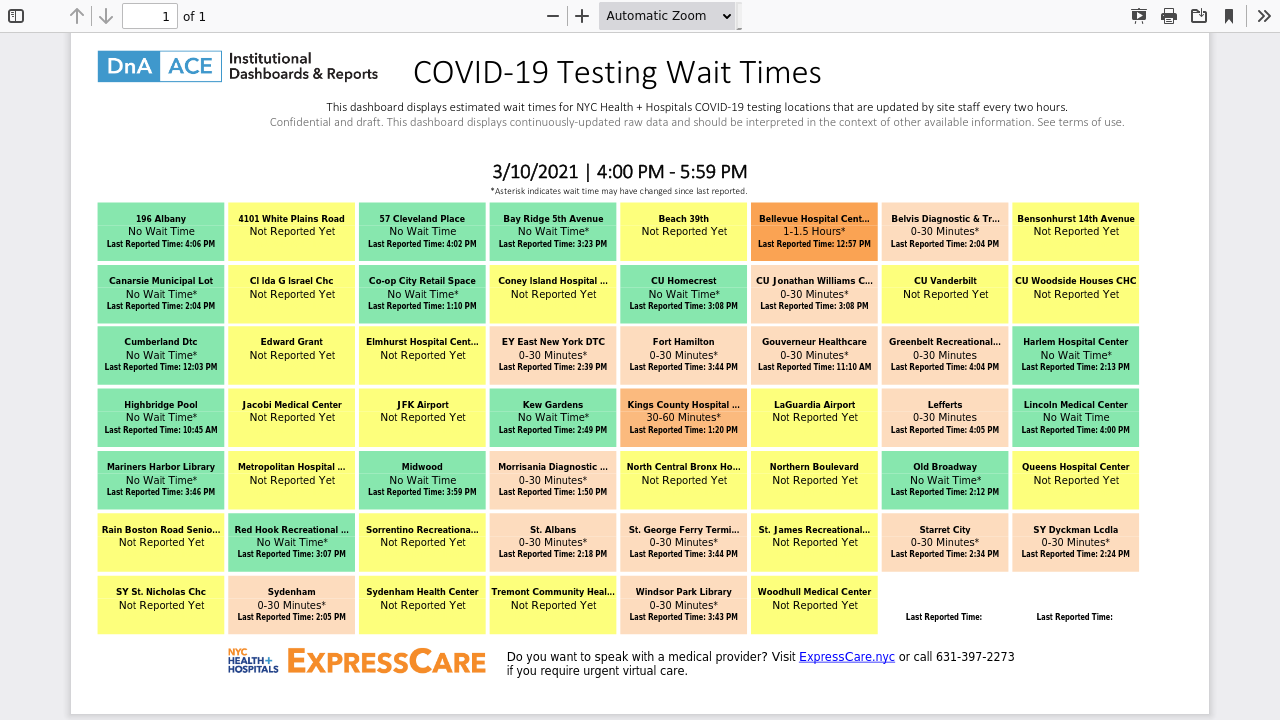 1 of 1
Automatic Zoom
DnA ACE Institutional Dashboards & Reports
COVID-19 Testing Wait Times
This dashboard displays estimated wait times for NYC Health + Hospitals COVID-19 testing locations that are updated by site staff every two hours.
Confidential and draft. This dashboard displays continuously-updated raw data and should be interpreted in the context of other available information. See terms of use.
3/10/2021 | 4:00 PM - 5:59 PM
*Asterisk indicates wait time may have changed since last reported.
196 Albany
No Wait Time
Last Reported Time: 4:06 PM
4101 White Plains Road
Not Reported Yet
57 Cleveland Place
No Wait Time
Last Reported Time: 4:02 PM
Bay Ridge 5th Avenue
No Wait Time*
Last Reported Time: 3:23 PM
Beach 39th
Not Reported Yet
Bellevue Hospital Cent...
1-1.5 Hours*
Last Reported Time: 12:57 PM
Belvis Diagnostic & Tr...
0-30 Minutes*
Last Reported Time: 2:04 PM
Bensonhurst 14th Avenue
Not Reported Yet
Canarsie Municipal Lot
No Wait Time*
Last Reported Time: 2:04 PM
Cl Ida G Israel Chc
Not Reported Yet
Co-op City Retail Space
No Wait Time*
Last Reported Time: 1:10 PM
Coney Island Hospital ...
Not Reported Yet
CU Homecrest
No Wait Time*
Last Reported Time: 3:08 PM
CU Jonathan Williams C...
0-30 Minutes*
Last Reported Time: 3:08 PM
CU Vanderbilt
Not Reported Yet
CU Woodside Houses CHC
Not Reported Yet
Cumberland Dtc
No Wait Time*
Last Reported Time: 12:03 PM
Edward Grant
Not Reported Yet
Elmhurst Hospital Cent...
Not Reported Yet
EY East New York DTC
0-30 Minutes*
Last Reported Time: 2:39 PM
Fort Hamilton
0-30 Minutes*
Last Reported Time: 3:44 PM
Gouverneur Healthcare
0-30 Minutes*
Last Reported Time: 11:10 AM
Greenbelt Recreational...
0-30 Minutes
Last Reported Time: 4:04 PM
Harlem Hospital Center
No Wait Time*
Last Reported Time: 2:13 PM
Highbridge Pool
No Wait Time*
Last Reported Time: 10:45 AM
Jacobi Medical Center
Not Reported Yet
JFK Airport
Not Reported Yet
Kew Gardens
No Wait Time*
Last Reported Time: 2:49 PM
Kings County Hospital ...
30-60 Minutes*
Last Reported Time: 1:20 PM
LaGuardia Airport
Not Reported Yet
Lefferts
0-30 Minutes
Last Reported Time: 4:05 PM
Lincoln Medical Center
No Wait Time
Last Reported Time: 4:00 PM
Mariners Harbor Library
No Wait Time*
Last Reported Time: 3:46 PM
Metropolitan Hospital ...
Not Reported Yet
Midwood
No Wait Time
Last Reported Time: 3:59 PM
Morrisania Diagnostic ...
0-30 Minutes*
Last Reported Time: 1:50 PM
North Central Bronx Ho...
Not Reported Yet
Northern Boulevard
Not Reported Yet
Old Broadway
No Wait Time*
Last Reported Time: 2:12 PM
Queens Hospital Center
Not Reported Yet
Rain Boston Road Senio...
Not Reported Yet
Red Hook Recreational ...
No Wait Time*
Last Reported Time: 3:07 PM
Sorrentino Recreationa...
Not Reported Yet
St. Albans
0-30 Minutes*
Last Reported Time: 2:18 PM
St. George Ferry Termi...
0-30 Minutes*
Last Reported Time: 3:44 PM
St. James Recreational...
Not Reported Yet
Starret City
0-30 Minutes*
Last Reported Time: 2:34 PM
SY Dyckman Lcdla
0-30 Minutes*
Last Reported Time: 2:24 PM
SY St. Nicholas Chc
Not Reported Yet
Sydenham
0-30 Minutes*
Last Reported Time: 2:05 PM
Sydenham Health Center
Not Reported Yet
Tremont Community Heal...
Not Reported Yet
Windsor Park Library
0-30 Minutes*
Last Reported Time: 3:43 PM
Woodhull Medical Center
Not Reported Yet
Last Reported Time:
Last Reported Time:
NYC HEALTH+ HOSPITALS
EXPRESSCARE
Do you want to speak with a medical provider? Visit ExpressCare.nyc or call 631-397-2273
if you require urgent virtual care.